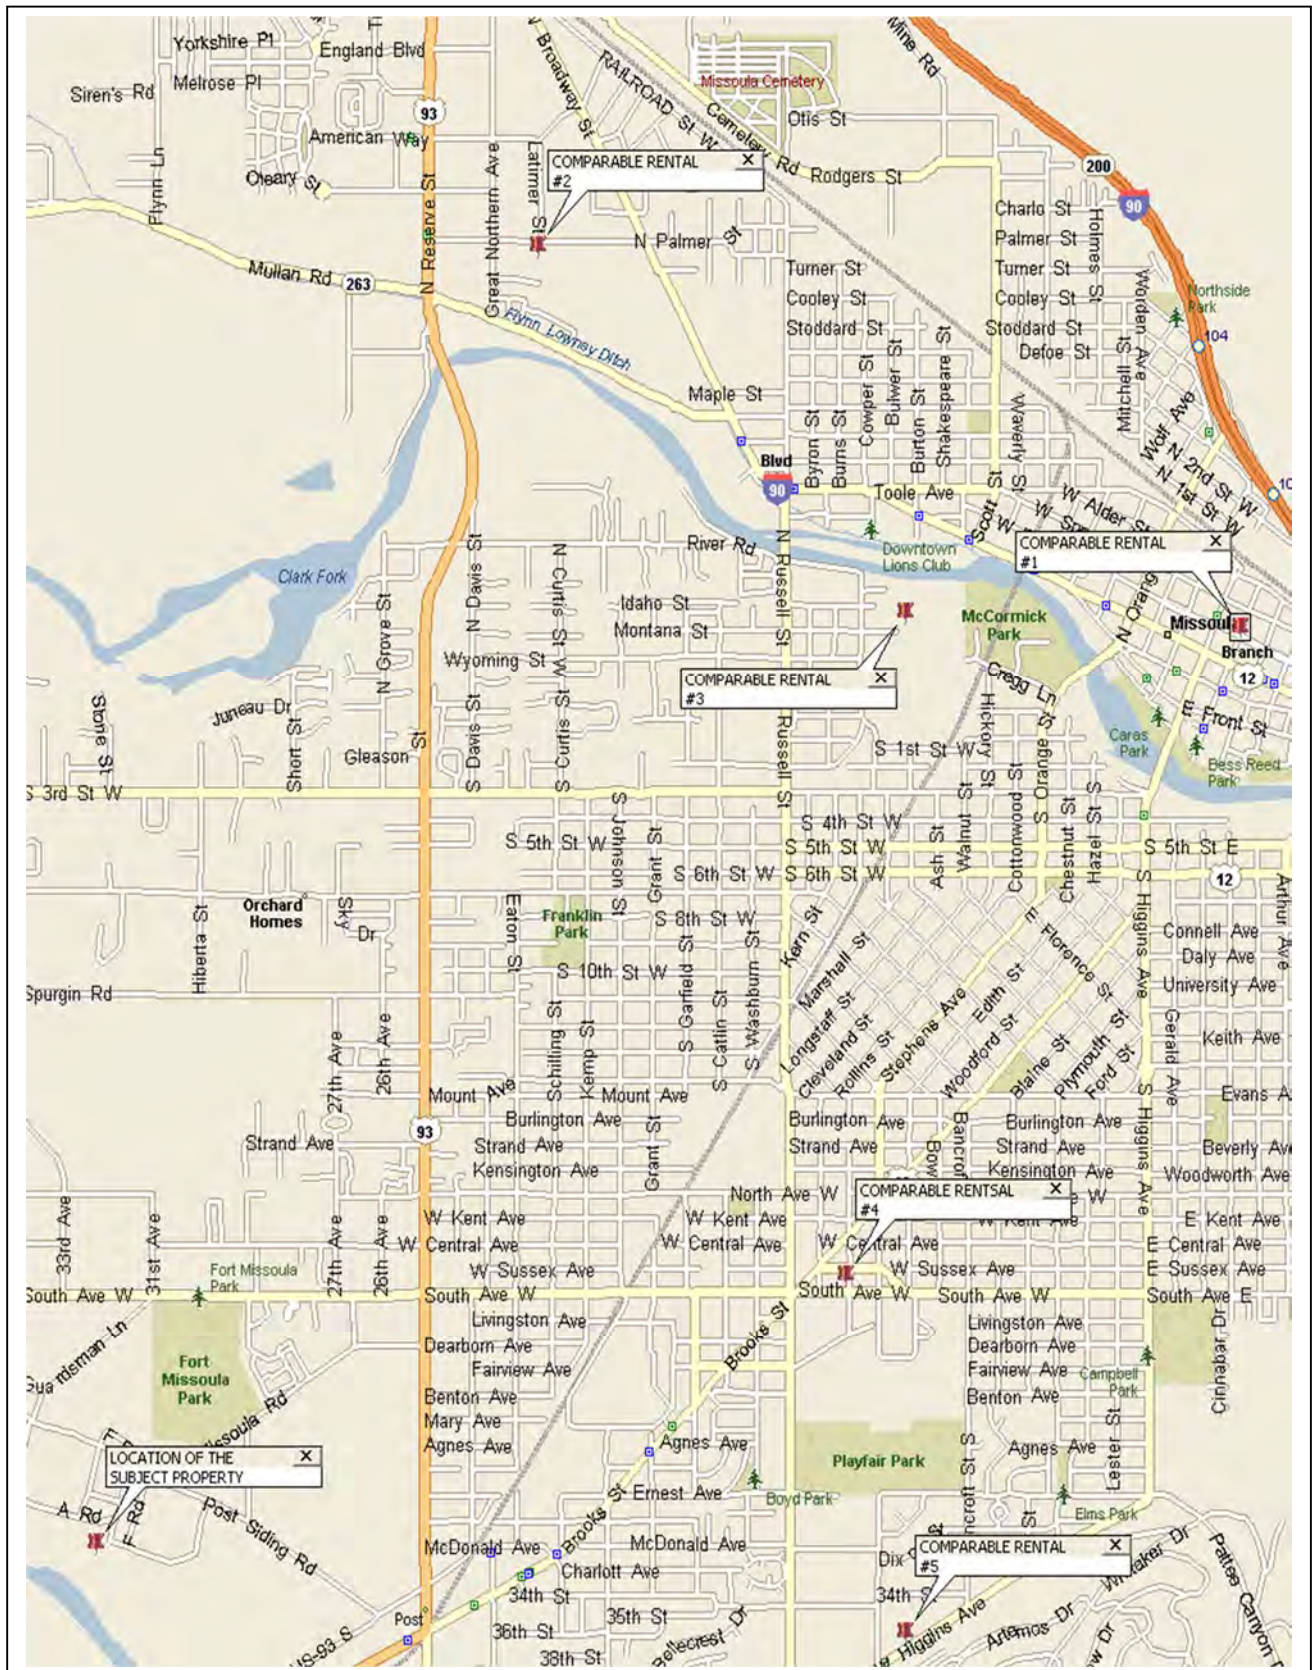 Yorkshire Pl
England Blvd
Melrose Pl
Siren's Rd
93
American Way
Flynn Ln
Oleary St
N Reserve St
Great Northern Ave
Latimer St
N Broadway St
RAILROAD ST W
Missoula Cemetery
Cemetery Rd
Otis St
Rodgers St
Mine Rd
200
90
COMPARABLE RENTAL
#2
N Palmer St
Mullan Rd
263
Flynn Lowney Ditch
Charlo St
Palmer St
Turner St
Cooley St
Stoddard St
Defoe St
Holmes St
Worden Ave
Northside
Park
104
Turner St
Cooley St
Stoddard St
Cowper St
Bulwer St
Shakespeare St
Burton St
Byron St
Burns St
Maple St
Waverly St
Mitchell St
Wolf Ave
N 2nd St W
N 1st St W
Blvd
90
Toole Ave
Scott St
W Alder St
River Rd
N Russell St
Downtown
Lions Club
COMPARABLE RENTAL
#1
Clark Fork
N Davis St
N Curtis St
N Grove St
Idaho St
Montana St
Wyoming St
McCormick
Park
N Orange
Branch
12
COMPARABLE RENTAL
#3
Cregg Ln
Hickory St
S Orange St
E Front St
Caras
Park
Bess Reed
Park
Stone St
Juneau Dr
Short St
Gleason St
S Davis St
S Curtis St W
Russell St
S 1st St W
S 3rd St W
S Johnson St
Grant St
S 4th St W
S 5th St W
S 5th St W
S 6th St W
S 6th St W
Ash St
Walnut St
Cottonwood St
Chestnut St
Hazel St
S 5th St E
12
Arthur Ave
Orchard
Homes
Sky Dr
Hiberta St
Eaton St
Franklin
Park
S 8th St W
S 10th St W
S Garfield St
S Catlin St
S Washburn St
Kern St
Marshall St
Longstaff St
Cleveland St
Rollins St
Stephens Ave
Edith St
Woodford St
Florence St
Blaine St
Plymouth St
Ford St
S Higgins Ave
Gerald Ave
Connell Ave
Daly Ave
University Ave
Keith Ave
Spurgin Rd
27th Ave
26th Ave
Schilling St
Kemp St
Mount Ave
Mount Ave
Burlington Ave
Strand Ave
Kensington Ave
Grant St
Strand Ave
93
Burlington Ave
Strand Ave
Burlington Ave
Strand Ave
Kensington Ave
Beverly Ave
Woodworth Ave
S Higgins Ave
North Ave W
COMPARABLE RENTSAL
#4
W Kent Ave
W Central Ave
W Sussex Ave
W Kent Ave
W Central Ave
W Central Ave
W Sussex Ave
W Kent Ave
E Kent Ave
E Central Ave
E Sussex Ave
33rd Ave
31st Ave
27th Ave
26th Ave
Fort Missoula
Park
South Ave W
South Ave W
South Ave W
South Ave W
South Ave E
Livingston Ave
Dearborn Ave
Fairview Ave
Benton Ave
Mary Ave
Agnes Ave
Brooks St
Livingston Ave
Dearborn Ave
Fairview Ave
Benton Ave
Campbell
Park
Cinnabar Dr
Fort
Missoula
Park
LOCATION OF THE
SUBJECT PROPERTY
A Rd
F Rd
Post Siding Rd
Agnes Ave
Ernest Ave
Boyd Park
Playfair Park
Agnes Ave
Lester St
Elms Park
McDonald Ave
Brooks St
McDonald Ave
Charlott Ave
34th St
35th St
36th St
38th St
Post
US-93 S
Bellecrest Dr
COMPARABLE RENTAL
#5
34th St
Higgins Ave
Artemos Dr
Whitaker Dr
Pattee Canyon